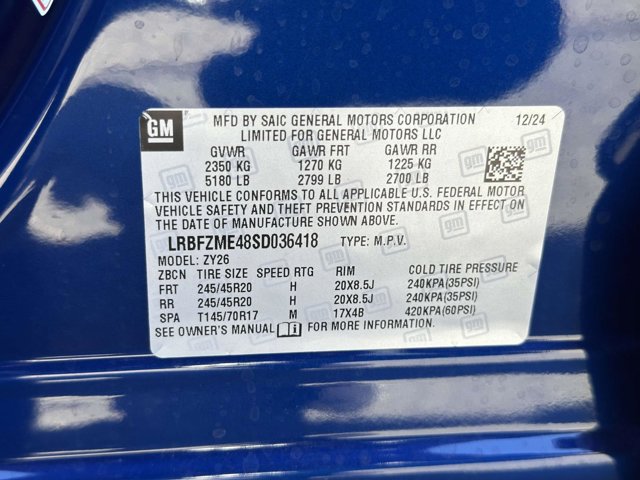 GM
MFD BY SAIC GENERAL MOTORS CORPORATION 12/24
LIMITED FOR GENERAL MOTORS LLC
GVWR GAWR FRT GAWR RR
2350 KG 1270 KG 1225 KG
5180 LB 2799 LB 2700 LB
THIS VEHICLE CONFORMS TO ALL APPLICABLE U.S. FEDERAL MOTOR
VEHICLE SAFETY AND THEFT PREVENTION STANDARDS IN EFFECT ON
THE DATE OF MANUFACTURE SHOWN ABOVE.
LRBFZME48SD036418 TYPE: M.P.V.
MODEL: ZY26
ZBCN TIRE SIZE SPEED RTG RIM COLD TIRE PRESSURE
FRT 245/45R20 H 20X8.5J 240KPA(35PSI)
RR 245/45R20 H 20X8.5J 240KPA(35PSI)
SPA T145/70R17 M 17X4B 420KPA(60PSI)
SEE OWNER'S MANUAL FOR MORE INFORMATION